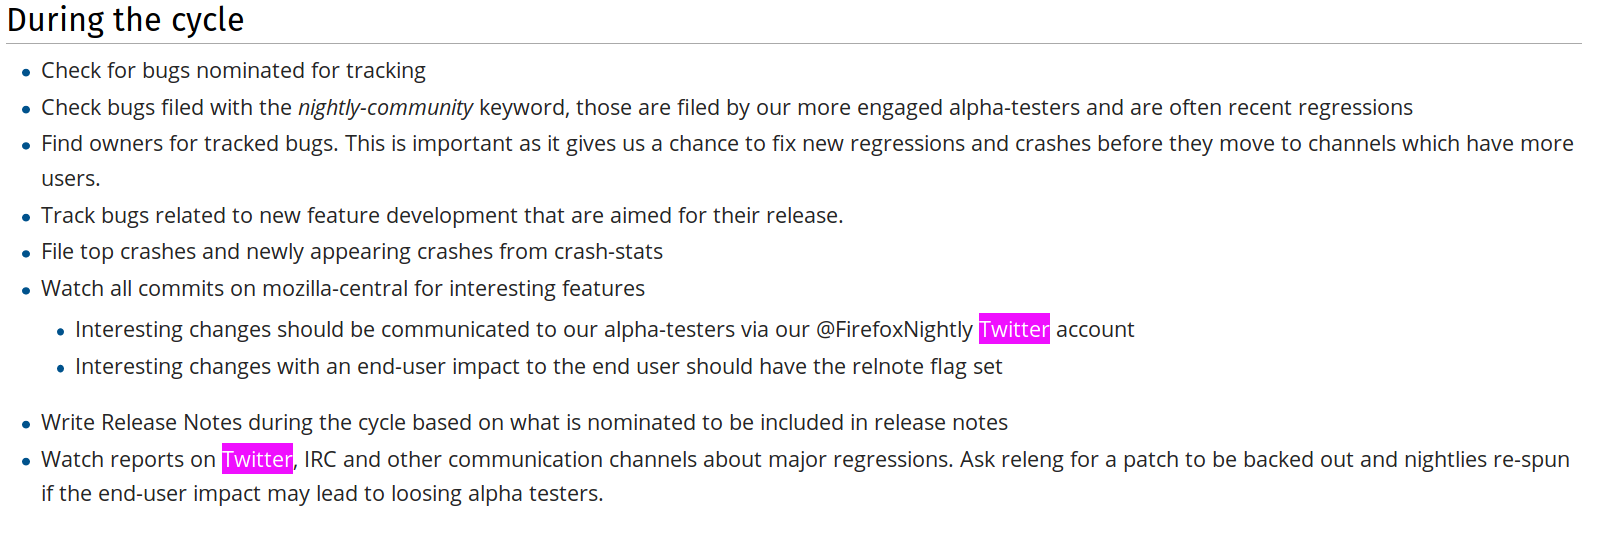 During the cycle
Check for bugs nominated for tracking
Check bugs filed with the nightly-community keyword, those are filed by our more engaged alpha-testers and are often recent regressions
Find owners for tracked bugs. This is important as it gives us a chance to fix new regressions and crashes before they move to channels which have more
users.
Track bugs related to new feature development that are aimed for their release.
File top crashes and newly appearing crashes from crash-stats
Watch all commits on mozilla-central for interesting features
Interesting changes should be communicated to our alpha-testers via our @FirefoxNightly Twitter account
Interesting changes with an end-user impact to the end user should have the relnote flag set
Write Release Notes during the cycle based on what is nominated to be included in release notes
Watch reports on Twitter, IRC and other communication channels about major regressions. Ask releng for a patch to be backed out and nightlies re-spun
if the end-user impact may lead to loosing alpha testers.